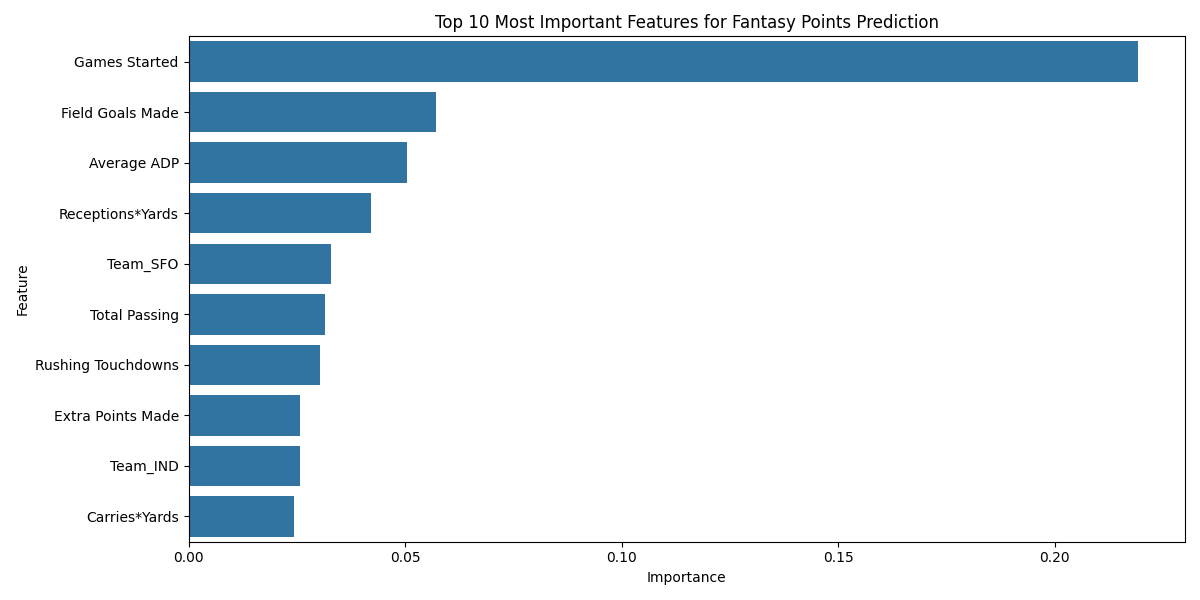 Top 10 Most Important Features for Fantasy Points Prediction
Feature
Games Started
Field Goals Made
Average ADP
Receptions*Yards
Team_SFO
Total Passing
Rushing Touchdowns
Extra Points Made
Team_IND
Carries*Yards
0.00 0.05 0.10 0.15 0.20
Importance